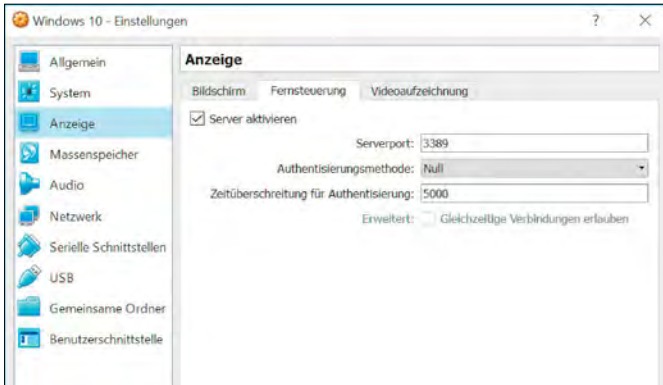 Windows 10 - Einstellungen
?
Allgemein
System
Anzeige
Massenspeicher
Audio
Netzwerk
Serielle Schnittstellen
USB
Gemeinsame Ordner
Benutzerschnittstelle
Anzeige
Bildschirm Fernsteuerung Videoaufzeichnung
Server aktivieren
Serverport: 3389
Authentisierungsmethode: Null
Zeitüberschreitung für Authentisierung: 5000
Erweitert: Gleichzeitige Verbindungen erlauben